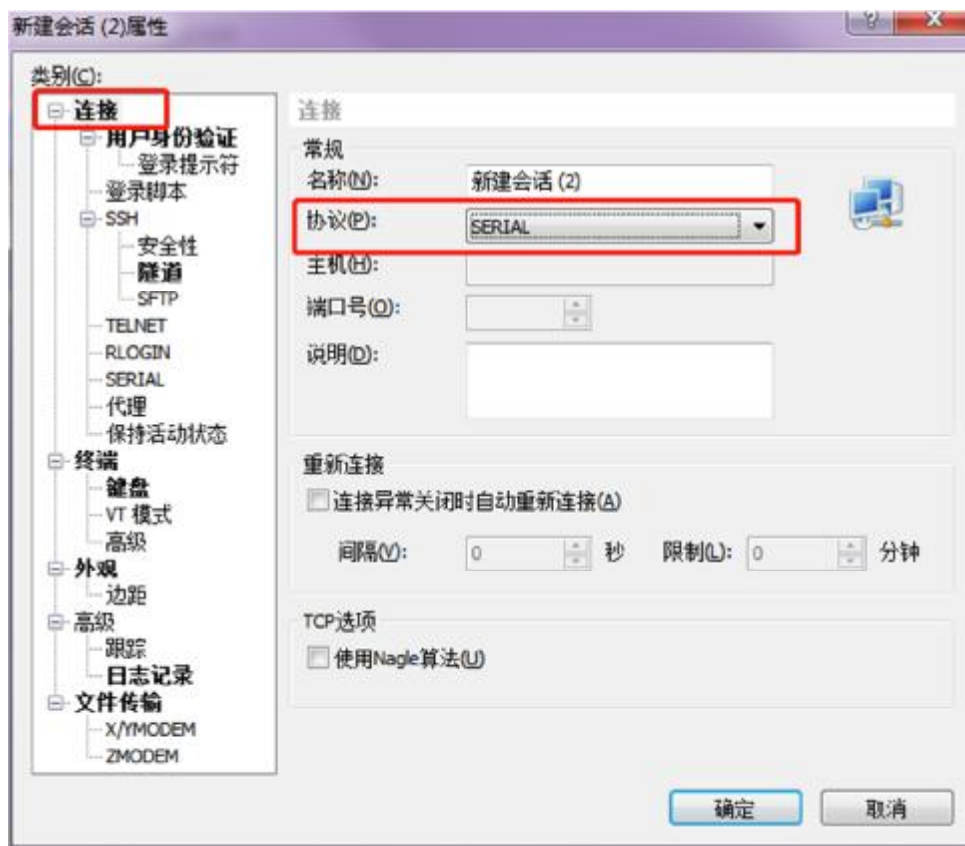 新建会话 (2)属性
类别(C):
连接
用户身份验证
登录提示符
登录脚本
SSH
安全性
隧道
SFTP
TELNET
RLOGIN
SERIAL
代理
保持活动状态
终端
键盘
VT 模式
高级
外观
边距
高级
跟踪
日志记录
文件传输
X/YMODEM
ZMODEM
连接
常规
名称(N): 新建会话 (2)
协议(P): SERIAL
主机(H):
端口号(O):
说明(D):
重新连接
连接异常关闭时自动重新连接(A)
间隔(V): 0 秒 限制(L): 0 分钟
TCP选项
使用Nagle算法(U)
确定 取消